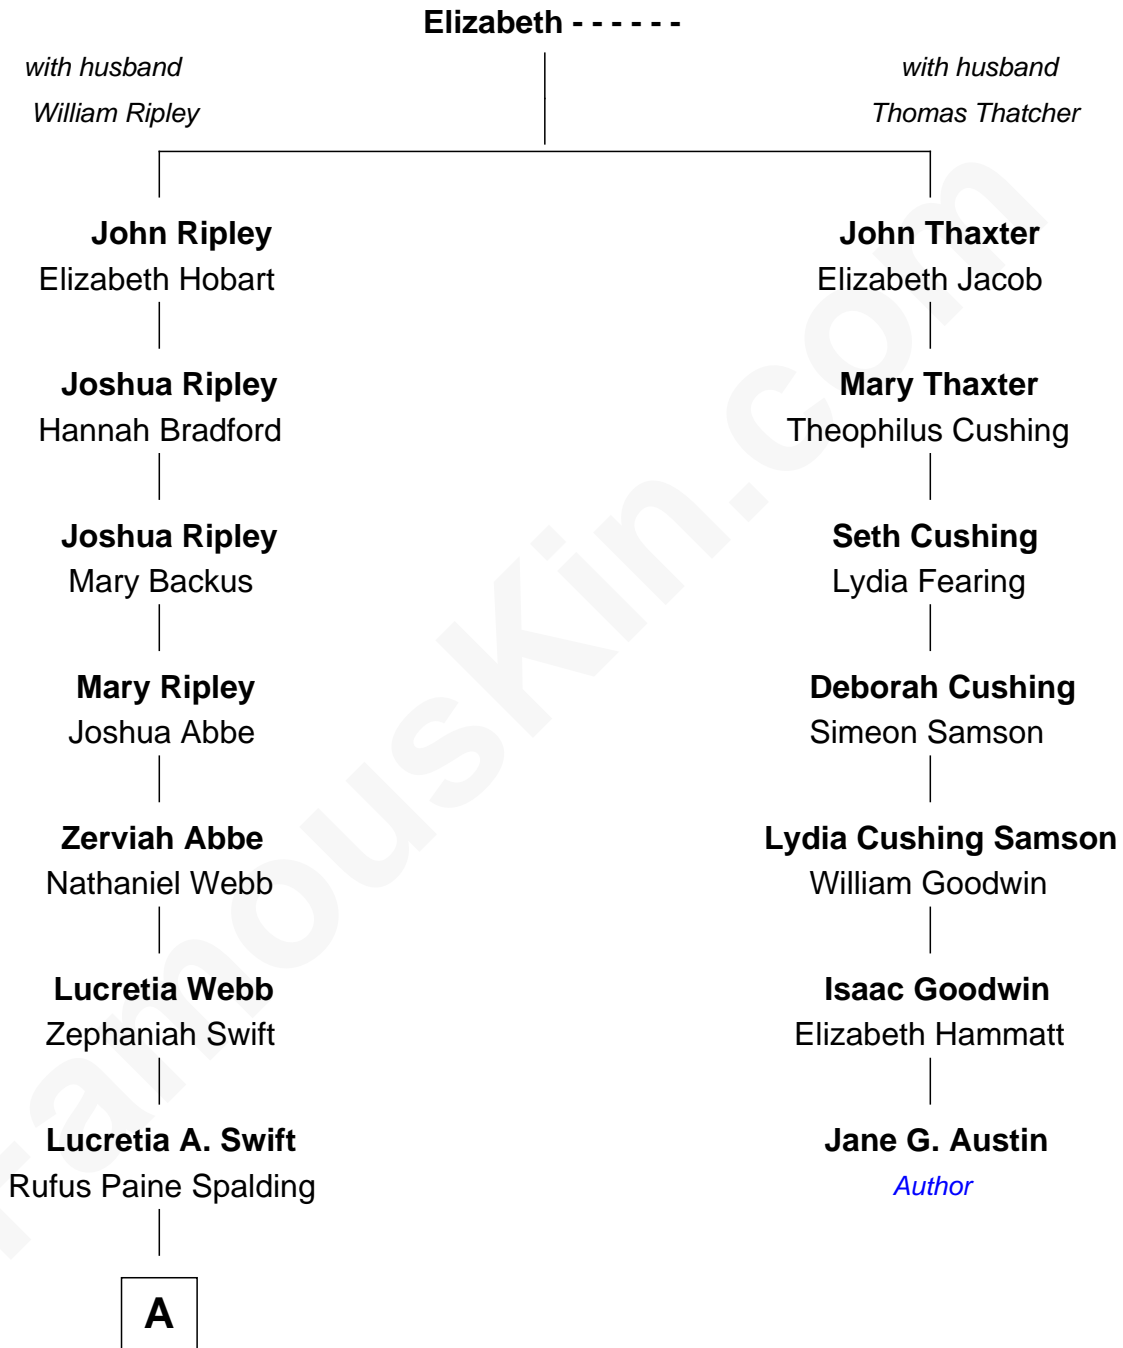 Elizabeth - - - - - -
with husband
William Ripley
with husband
Thomas Thatcher
John Ripley
Elizabeth Hobart
Joshua Ripley
Hannah Bradford
Joshua Ripley
Mary Backus
Mary Ripley
Joshua Abbe
Zerviah Abbe
Nathaniel Webb
Lucretia Webb
Zephaniah Swift
Lucretia A. Swift
Rufus Paine Spalding
A
John Thaxter
Elizabeth Jacob
Mary Thaxter
Theophilus Cushing
Seth Cushing
Lydia Fearing
Deborah Cushing
Simeon Samson
Lydia Cushing Samson
William Goodwin
Isaac Goodwin
Elizabeth Hammatt
Jane G. Austin
Author
FamousKin.com